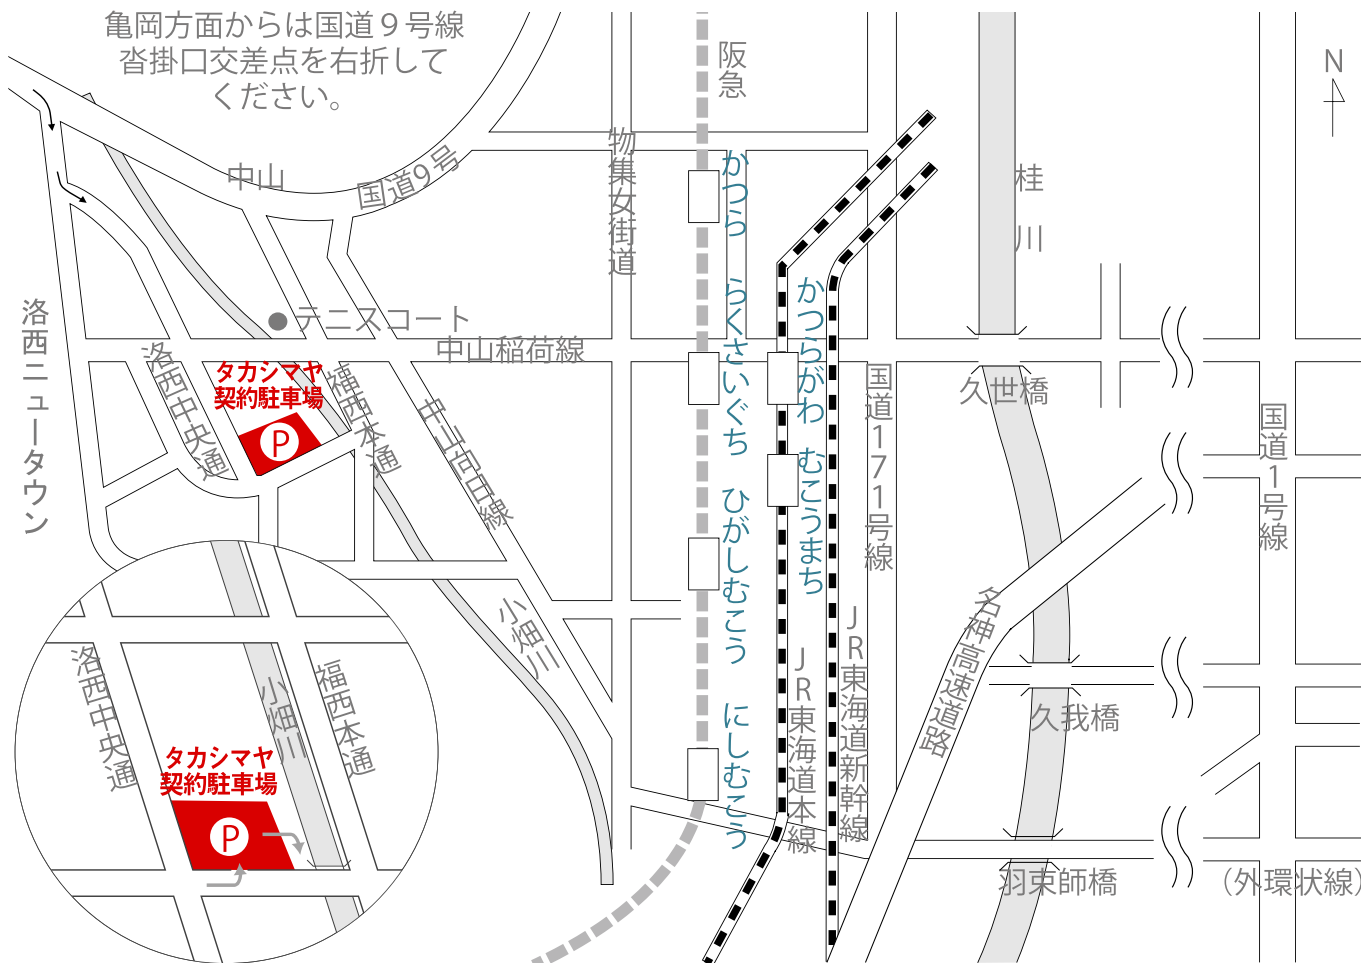 亀岡方面からは国道９号線
沓掛口交差点を右折して
ください。
阪急
N
中山
国道9号
物集女街道
かつら
桂川
洛西ニュータウン
テニスコート
中山稲荷線
らくさいぐち
かつらがわ
洛西中央通
タカシマヤ
契約駐車場
P
福西本通
中山向日線
国道171号線
久世橋
国道1号線
むこうまち
ひがしむこう
小畑川
名神高速道路
JR東海道本線
JR東海道新幹線
にしむこう
久我橋
羽束師橋
（外環状線）
洛西中央通
小畑川
福西本通
タカシマヤ
契約駐車場
P